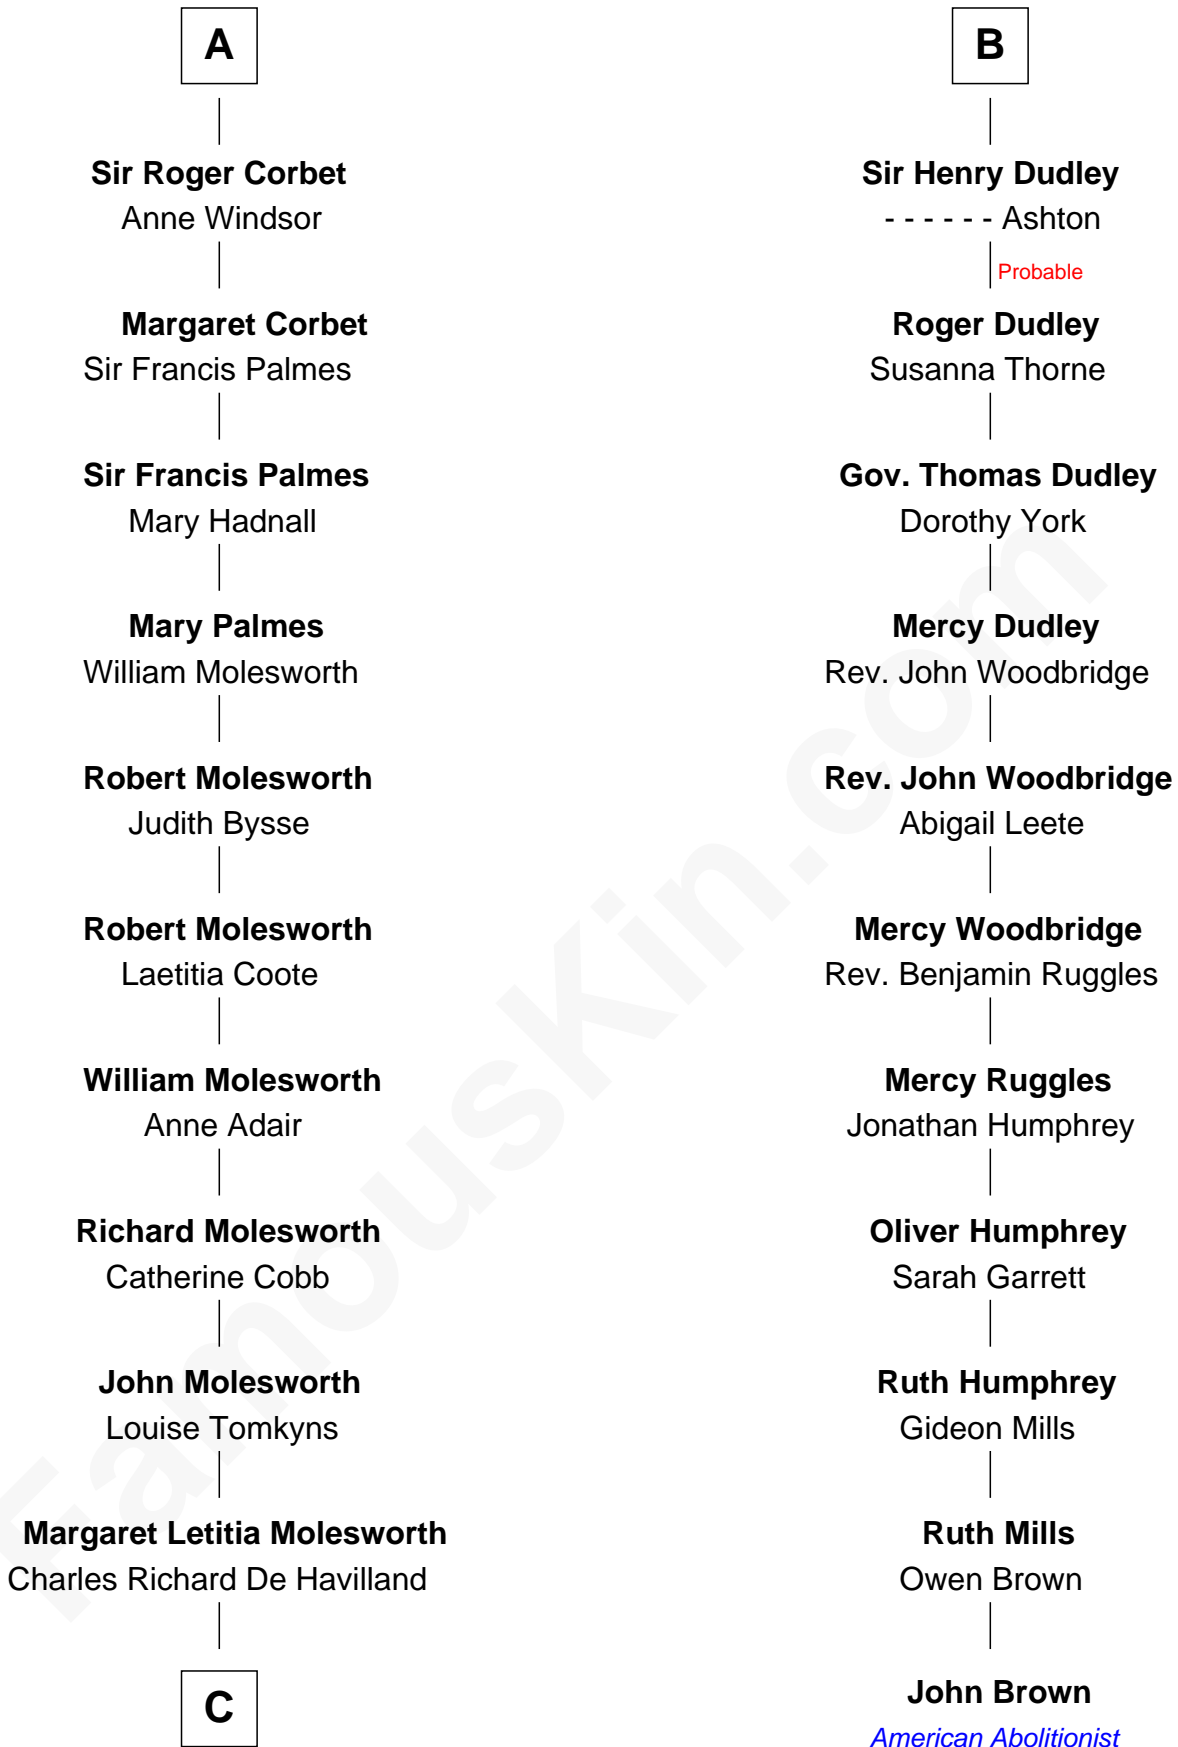 A
Sir Roger Corbet
Anne Windsor
Margaret Corbet
Sir Francis Palmes
Sir Francis Palmes
Mary Hadnall
Mary Palmes
William Molesworth
Robert Molesworth
Judith Bysse
Robert Molesworth
Laetitia Coote
William Molesworth
Anne Adair
Richard Molesworth
Catherine Cobb
John Molesworth
Louise Tomkyns
Margaret Letitia Molesworth
Charles Richard De Havilland
C
B
Sir Henry Dudley
- - - - - - Ashton
Probable
Roger Dudley
Susanna Thorne
Gov. Thomas Dudley
Dorothy York
Mercy Dudley
Rev. John Woodbridge
Rev. John Woodbridge
Abigail Leete
Mercy Woodbridge
Rev. Benjamin Ruggles
Mercy Ruggles
Jonathan Humphrey
Oliver Humphrey
Sarah Garrett
Ruth Humphrey
Gideon Mills
Ruth Mills
Owen Brown
John Brown
American Abolitionist
FamousKin.com